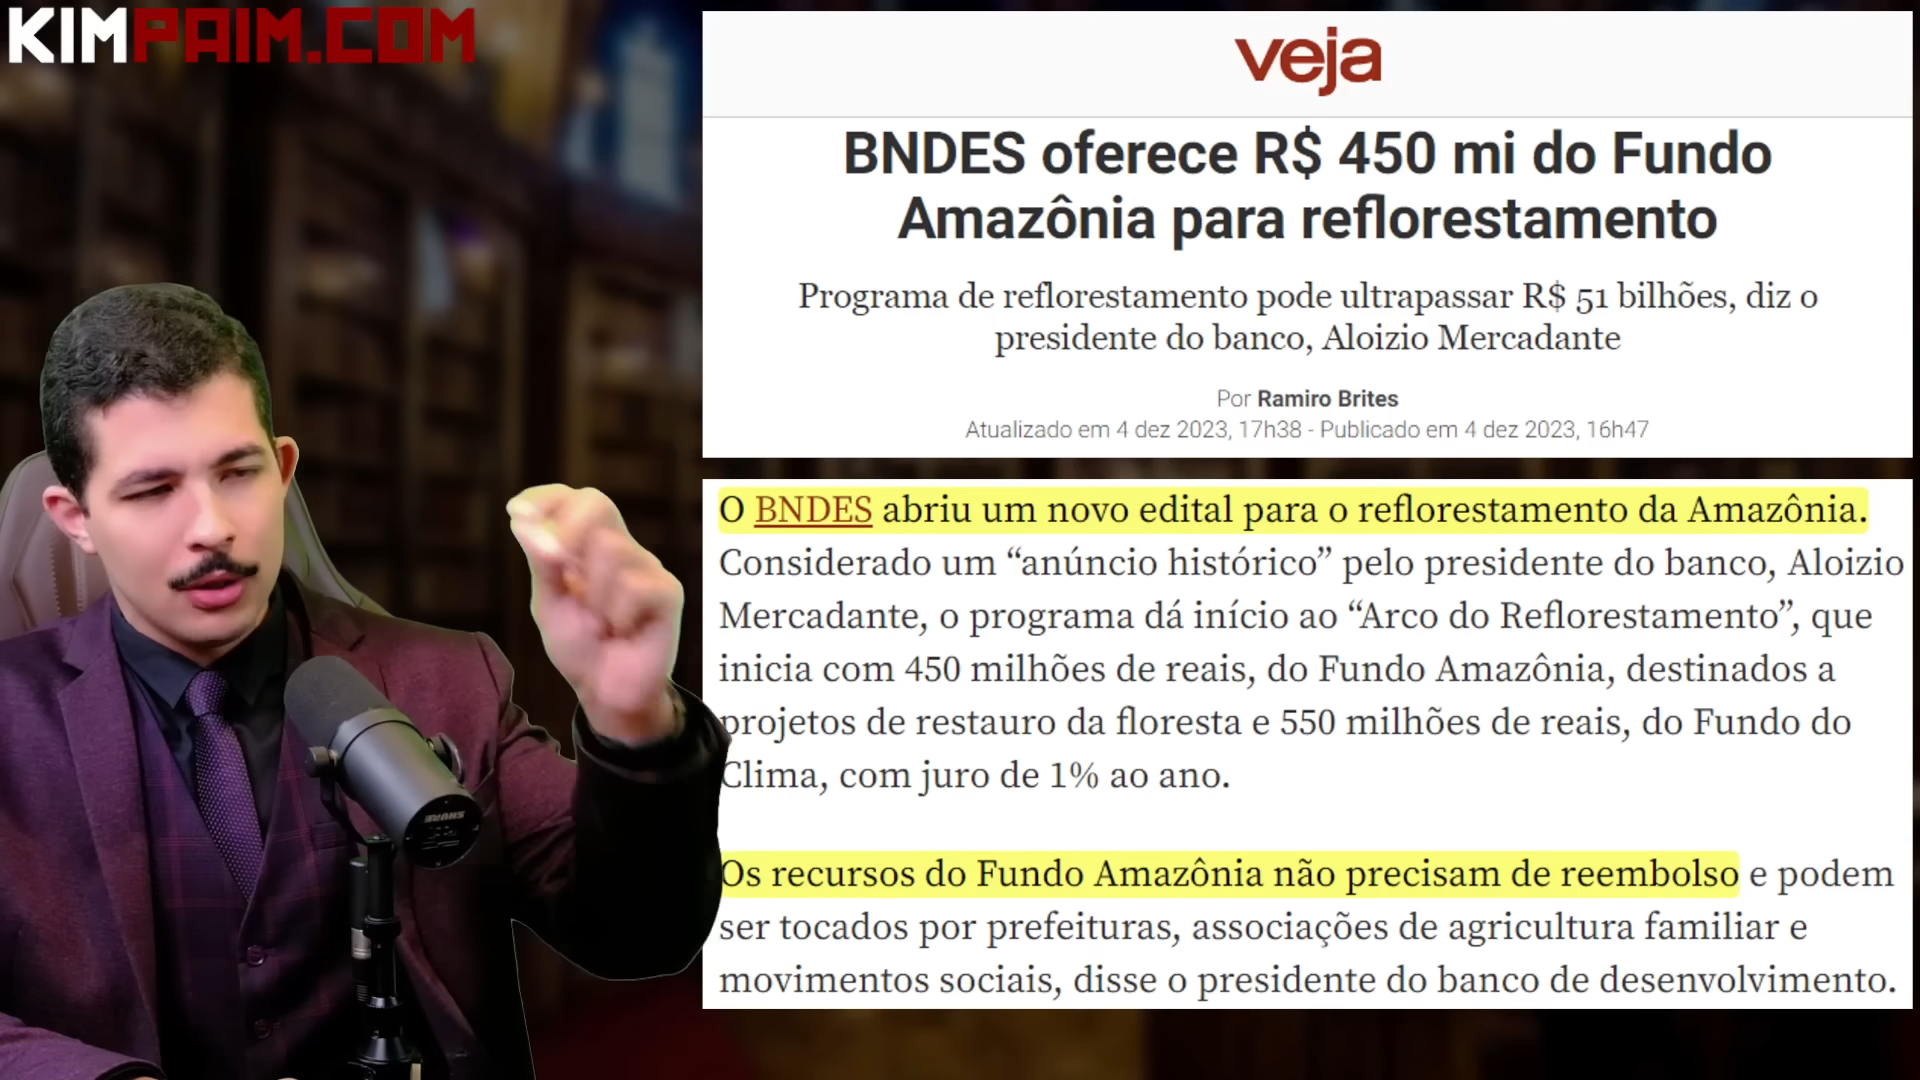 KIMPAIM.COM
veja
BNDES oferece R$ 450 mi do Fundo
Amazônia para reflorestamento
Programa de reflorestamento pode ultrapassar R$ 51 bilhões, diz o
presidente do banco, Aloizio Mercadante
Por Ramiro Brites
Atualizado em 4 dez 2023, 17h38 - Publicado em 4 dez 2023, 16h47
O BNDES abriu um novo edital para o reflorestamento da Amazônia.
Considerado um “anúncio histórico” pelo presidente do banco, Aloizio
Mercadante, o programa dá início ao “Arco do Reflorestamento”, que
inicia com 450 milhões de reais, do Fundo Amazônia, destinados a
projetos de restauro da floresta e 550 milhões de reais, do Fundo do
Clima, com juro de 1% ao ano.
Os recursos do Fundo Amazônia não precisam de reembolso e podem
ser tocados por prefeituras, associações de agricultura familiar e
movimentos sociais, disse o presidente do banco de desenvolvimento.
SHURE